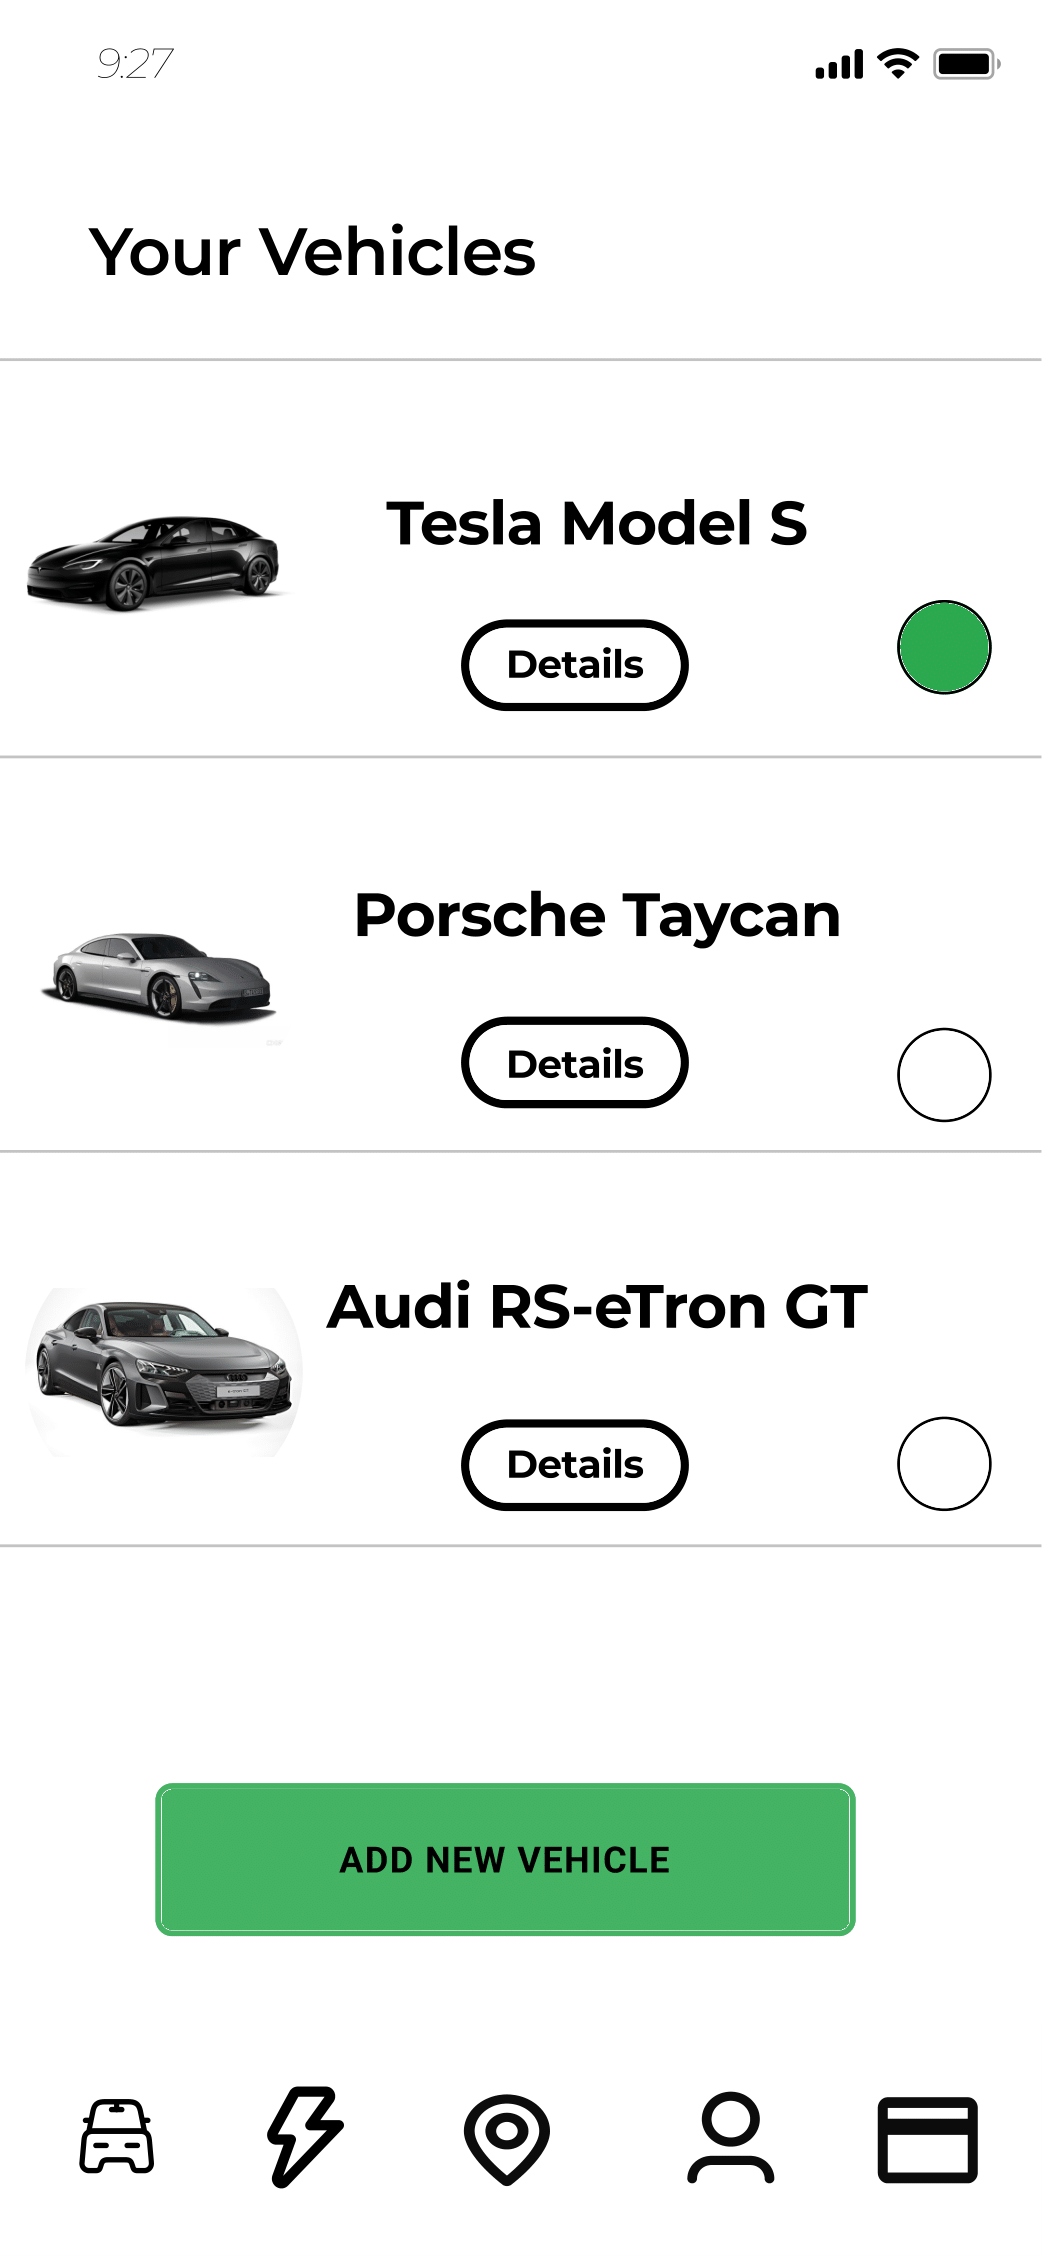 9:27
Your Vehicles
Tesla Model S
Details
Porsche Taycan
Details
Audi RS-eTron GT
Details
ADD NEW VEHICLE